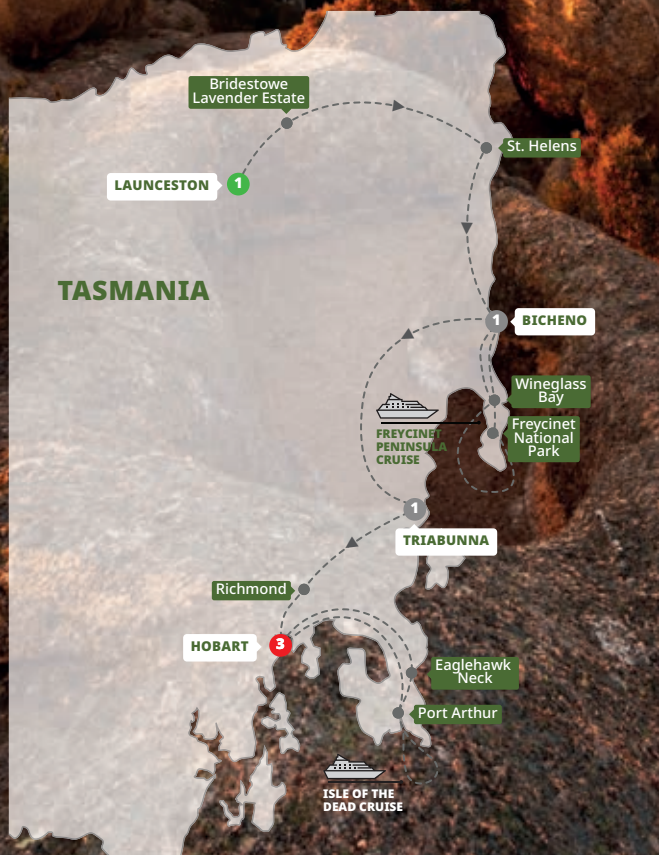 Bridestowe
Lavender Estate
St. Helens
LAUNCESTON
1
TASMANIA
1
BICHENO
Wineglass
Bay
FREYCINET
PENINSULA
CRUISE
Freycinet
National
Park
1
TRIABUNNA
Richmond
HOBART
3
Eaglehawk
Neck
Port Arthur
ISLE OF THE
DEAD CRUISE